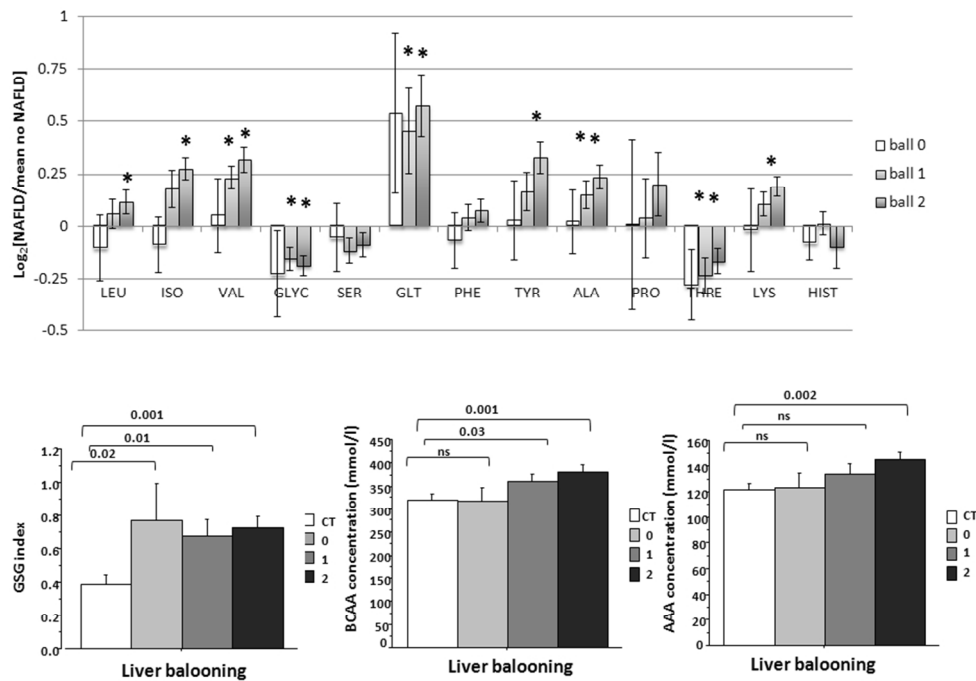 1
0.75
0.5
0.25
0
-0.25
-0.5
Log2[NAFLD/mean no NAFLD]
* * * * * * * * * * * * * * *
LEU ISO VAL GLYC SER GLT PHE TYR ALA PRO THRE LYS HIST
ball 0
ball 1
ball 2
0.001
0.01
0.02
1.2
1.0
0.8
0.6
0.4
0.2
0.0
GSG index
CT
0
1
2
Liver balooning
0.001
0.03
ns
450
400
350
300
250
200
150
100
50
0
BCAA concentration (mmol/l)
CT
0
1
2
Liver balooning
0.002
ns
ns
160
140
120
100
80
60
40
20
0
AAA concentration (mmol/l)
CT
0
1
2
Liver balooning